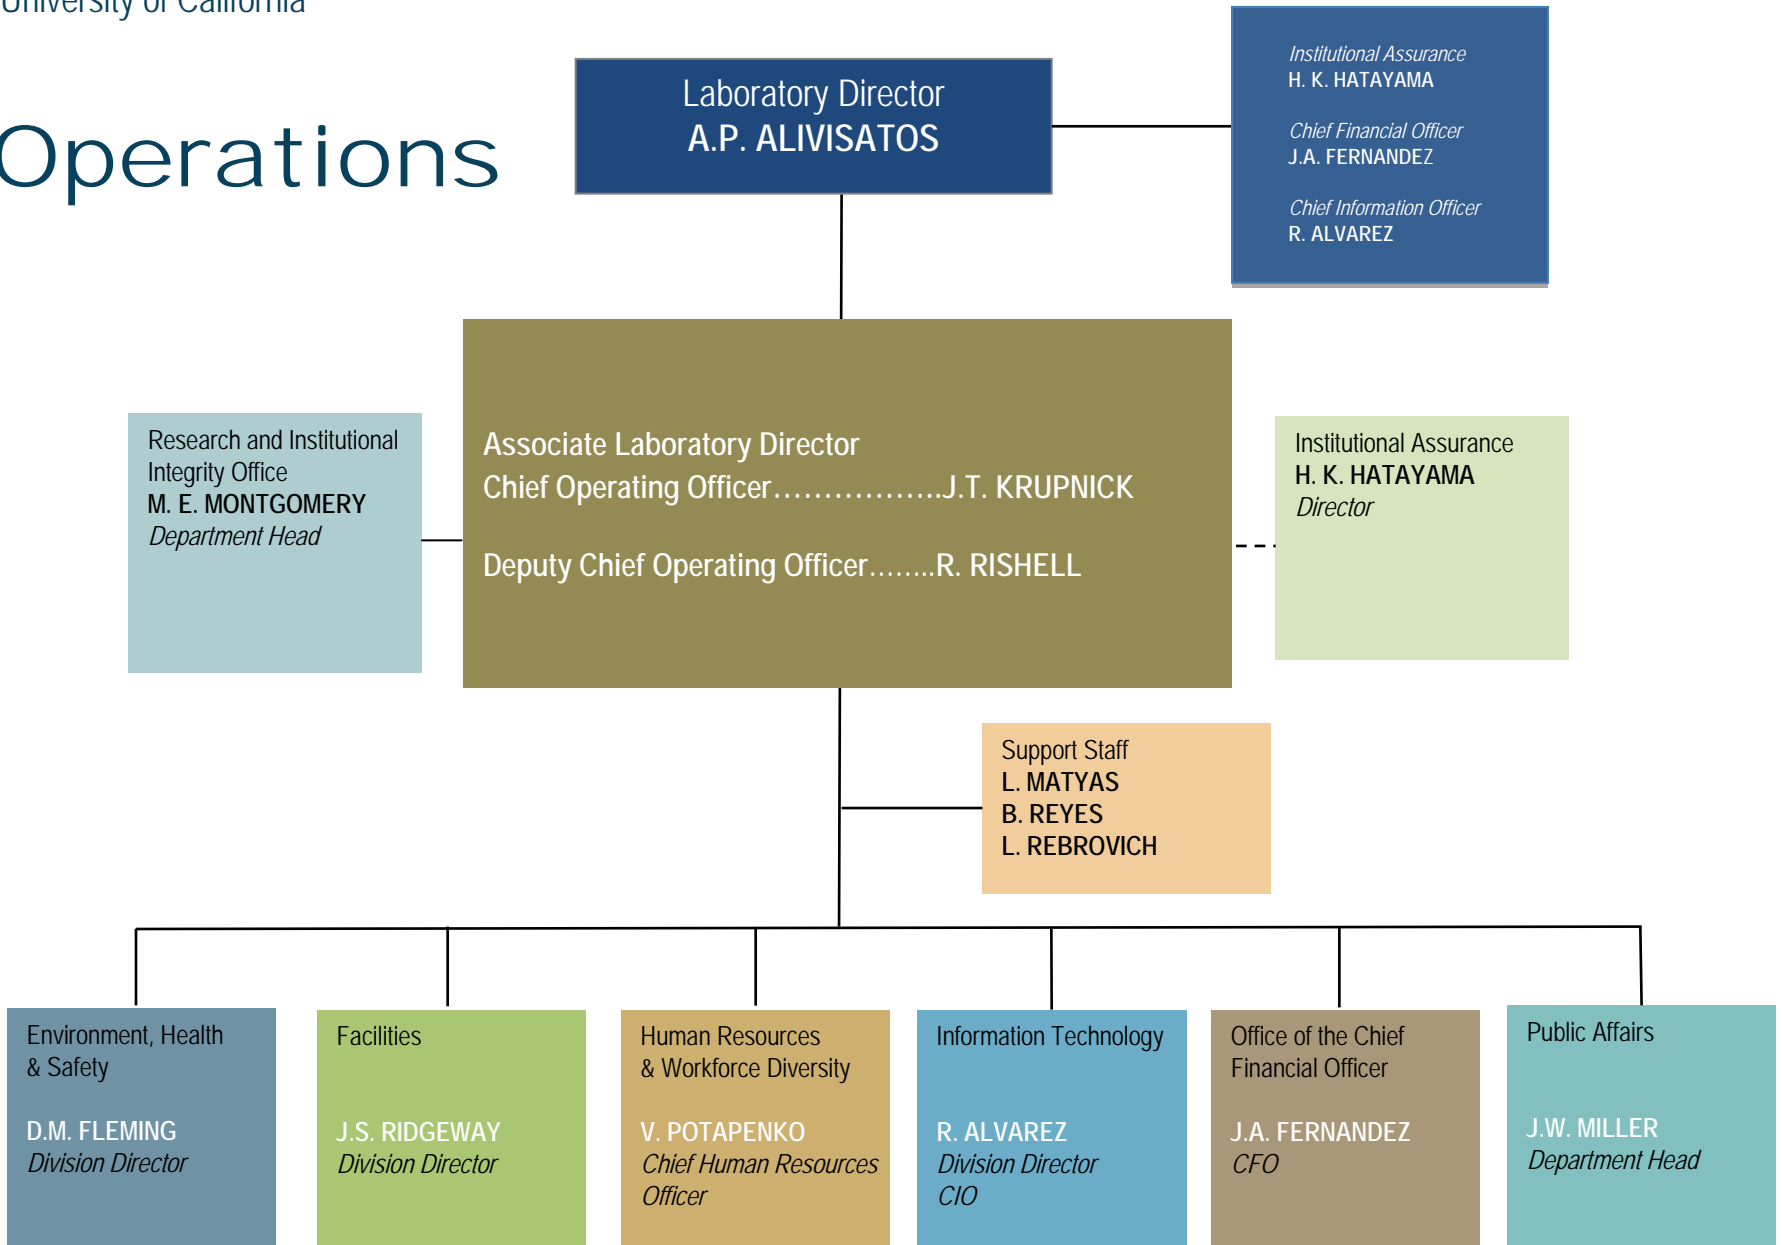 University of California
Operations
Laboratory Director
A.P. ALIVISATOS
Institutional Assurance
H. K. HATAYAMA
Chief Financial Officer
J.A. FERNANDEZ
Chief Information Officer
R. ALVAREZ
Research and Institutional
Integrity Office
M. E. MONTGOMERY
Department Head
Associate Laboratory Director
Chief Operating Officer……………..J.T. KRUPNICK
Deputy Chief Operating Officer……..R. RISHELL
Institutional Assurance
H. K. HATAYAMA
Director
Support Staff
L. MATYAS
B. REYES
L. REBROVICH
Environment, Health
& Safety
D.M. FLEMING
Division Director
Facilities
J.S. RIDGEWAY
Division Director
Human Resources
& Workforce Diversity
V. POTAPENKO
Chief Human Resources
Officer
Information Technology
R. ALVAREZ
Division Director
CIO
Office of the Chief
Financial Officer
J.A. FERNANDEZ
CFO
Public Affairs
J.W. MILLER
Department Head